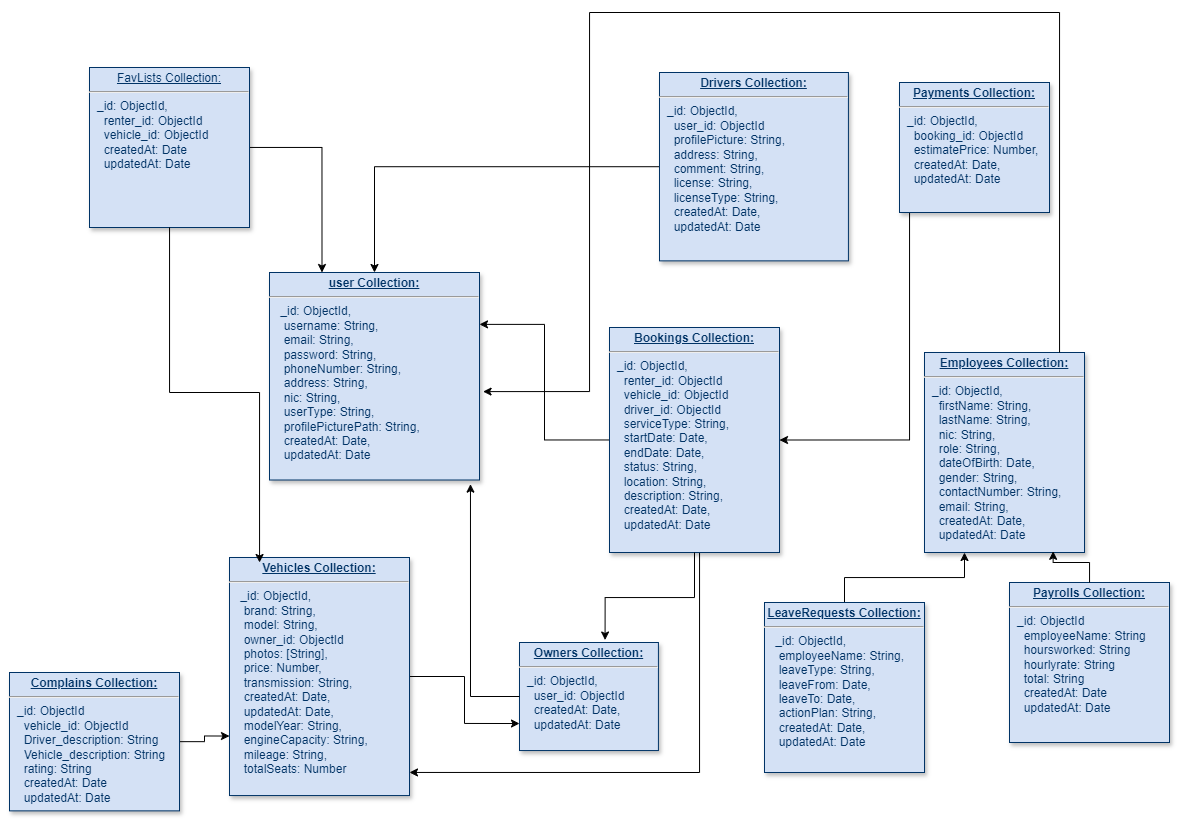 FavLists Collection:
_id: ObjectId,
renter_id: ObjectId
vehicle_id: ObjectId
createdAt: Date
updatedAt: Date
Drivers Collection:
_id: ObjectId,
user_id: ObjectId
profilePicture: String,
address: String,
comment: String,
license: String,
licenseType: String,
createdAt: Date,
updatedAt: Date
Payments Collection:
_id: ObjectId,
booking_id: ObjectId
estimatePrice: Number,
createdAt: Date,
updatedAt: Date
user Collection:
_id: ObjectId,
username: String,
email: String,
password: String,
phoneNumber: String,
address: String,
nic: String,
userType: String,
profilePicturePath: String,
createdAt: Date,
updatedAt: Date
Bookings Collection:
_id: ObjectId,
renter_id: ObjectId
vehicle_id: ObjectId
driver_id: ObjectId
serviceType: String,
startDate: Date,
endDate: Date,
status: String,
location: String,
description: String,
createdAt: Date,
updatedAt: Date
Employees Collection:
_id: ObjectId,
firstName: String,
lastName: String,
nic: String,
role: String,
dateOfBirth: Date,
gender: String,
contactNumber: String,
email: String,
createdAt: Date,
updatedAt: Date
Vehicles Collection:
_id: ObjectId,
brand: String,
model: String,
owner_id: ObjectId
photos: [String],
price: Number,
transmission: String,
createdAt: Date,
updatedAt: Date,
modelYear: String,
engineCapacity: String,
mileage: String,
totalSeats: Number
Owners Collection:
_id: ObjectId,
user_id: ObjectId
createdAt: Date,
updatedAt: Date
LeaveRequests Collection:
_id: ObjectId,
employeeName: String,
leaveType: String,
leaveFrom: Date,
leaveTo: Date,
actionPlan: String,
createdAt: Date,
updatedAt: Date
Payrolls Collection:
_id: ObjectId
employeeName: String
hoursworked: String
hourlyrate: String
total: String
createdAt: Date
updatedAt: Date
Complains Collection:
_id: ObjectId
vehicle_id: ObjectId
Driver_description: String
Vehicle_description: String
rating: String
createdAt: Date
updatedAt: Date